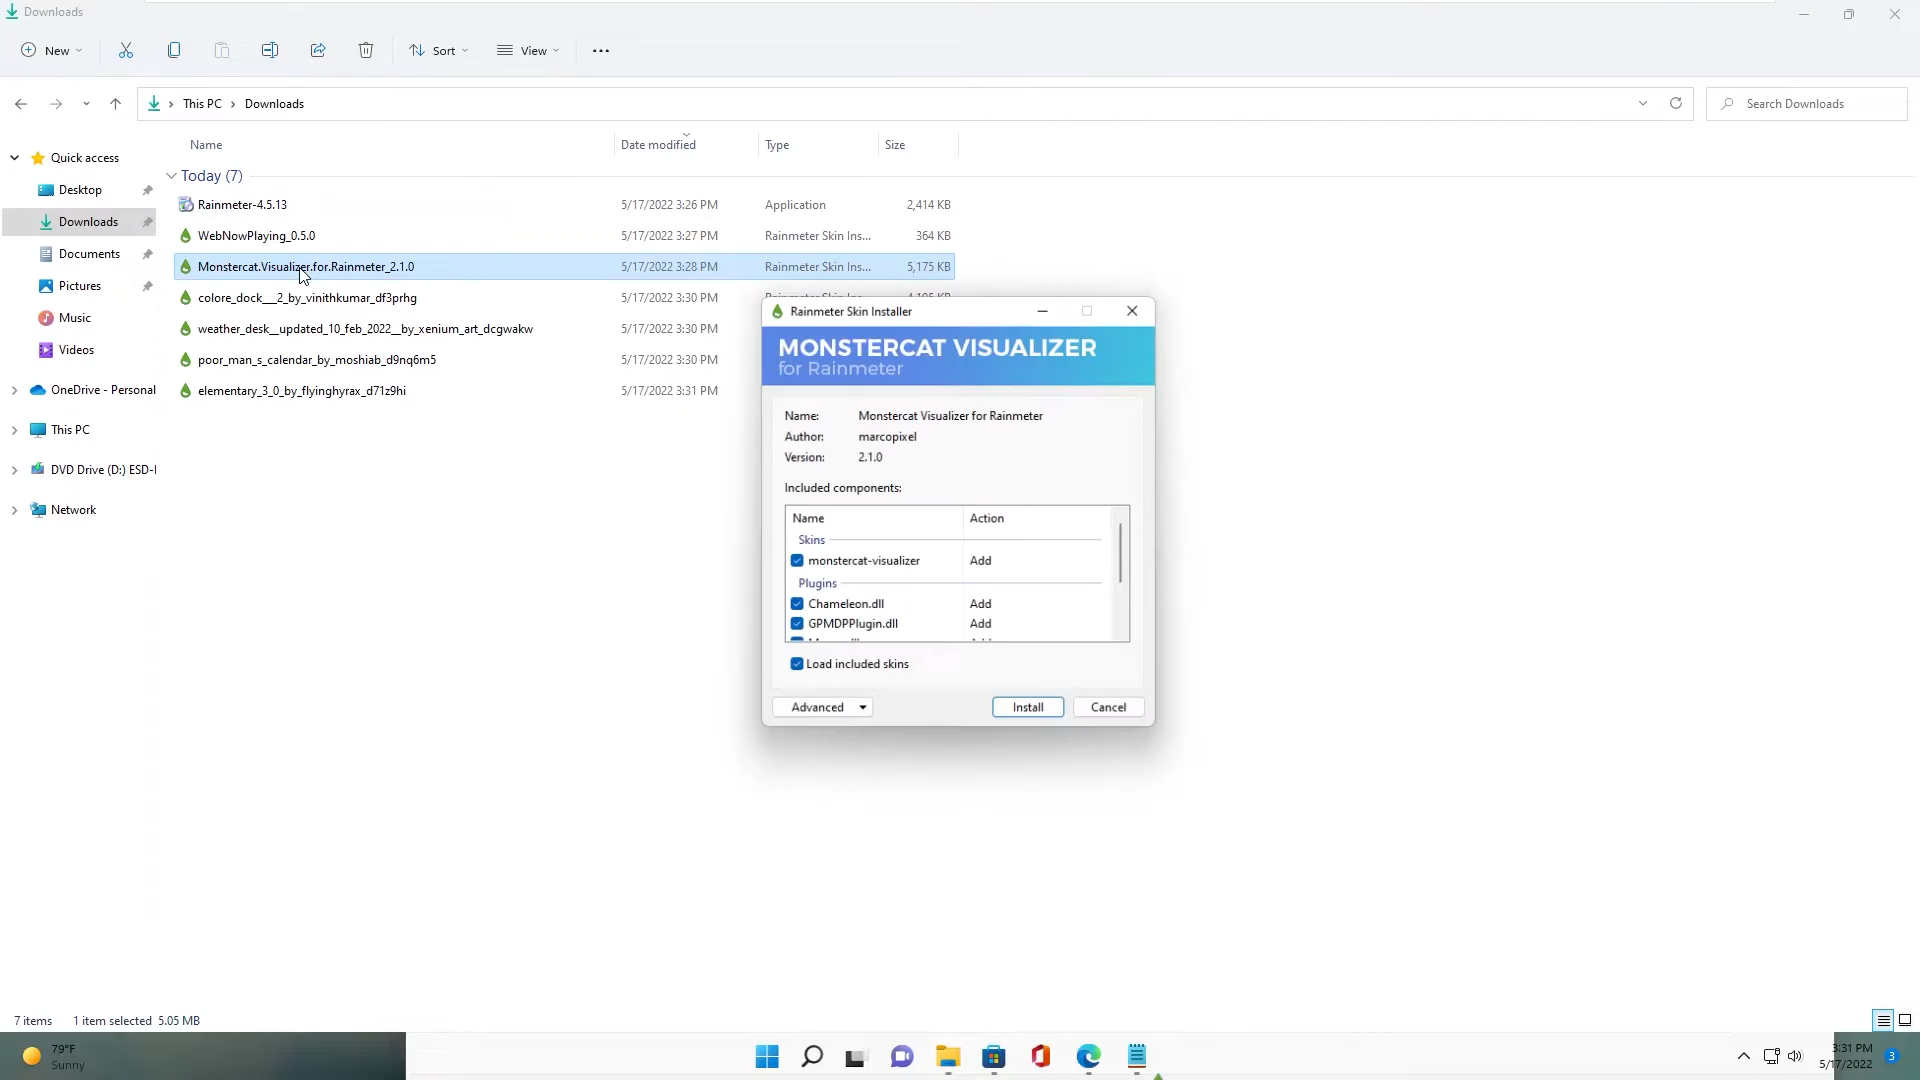 Downloads
New
Sort
View
This PC
Downloads
Search Downloads
Name
Date modified
Type
Size
Quick access
Desktop
Downloads
Documents
Pictures
Music
Videos
OneDrive - Personal
This PC
DVD Drive (D:) ESD-I
Network
Today (7)
Rainmeter-4.5.13 5/17/2022 3:26 PM Application 2,414 KB
WebNowPlaying_0.5.0 5/17/2022 3:27 PM Rainmeter Skin Ins... 364 KB
Monstercat.Visualizer.for.Rainmeter_2.1.0 5/17/2022 3:28 PM Rainmeter Skin Ins... 5,175 KB
colore_dock__2_by_vinithkumar_df3prhg 5/17/2022 3:30 PM
weather_desk__updated_10_feb_2022__by_xenium_art_dcgwakw 5/17/2022 3:30 PM
poor_man_s_calendar_by_moshiab_d9nq6m5 5/17/2022 3:30 PM
elementary_3_0_by_flyinghyrax_d71z9hi 5/17/2022 3:31 PM
Rainmeter Skin Installer
MONSTERCAT VISUALIZER
for Rainmeter
Name: Monstercat Visualizer for Rainmeter
Author: marcopixel
Version: 2.1.0
Included components:
Name Action
Skins
monstercat-visualizer Add
Plugins
Chameleon.dll Add
GPMDPPlugin.dll Add
Load included skins
Advanced
Install
Cancel
7 items 1 item selected 5.05 MB
79°F
Sunny
3:31 PM
5/17/2022
3